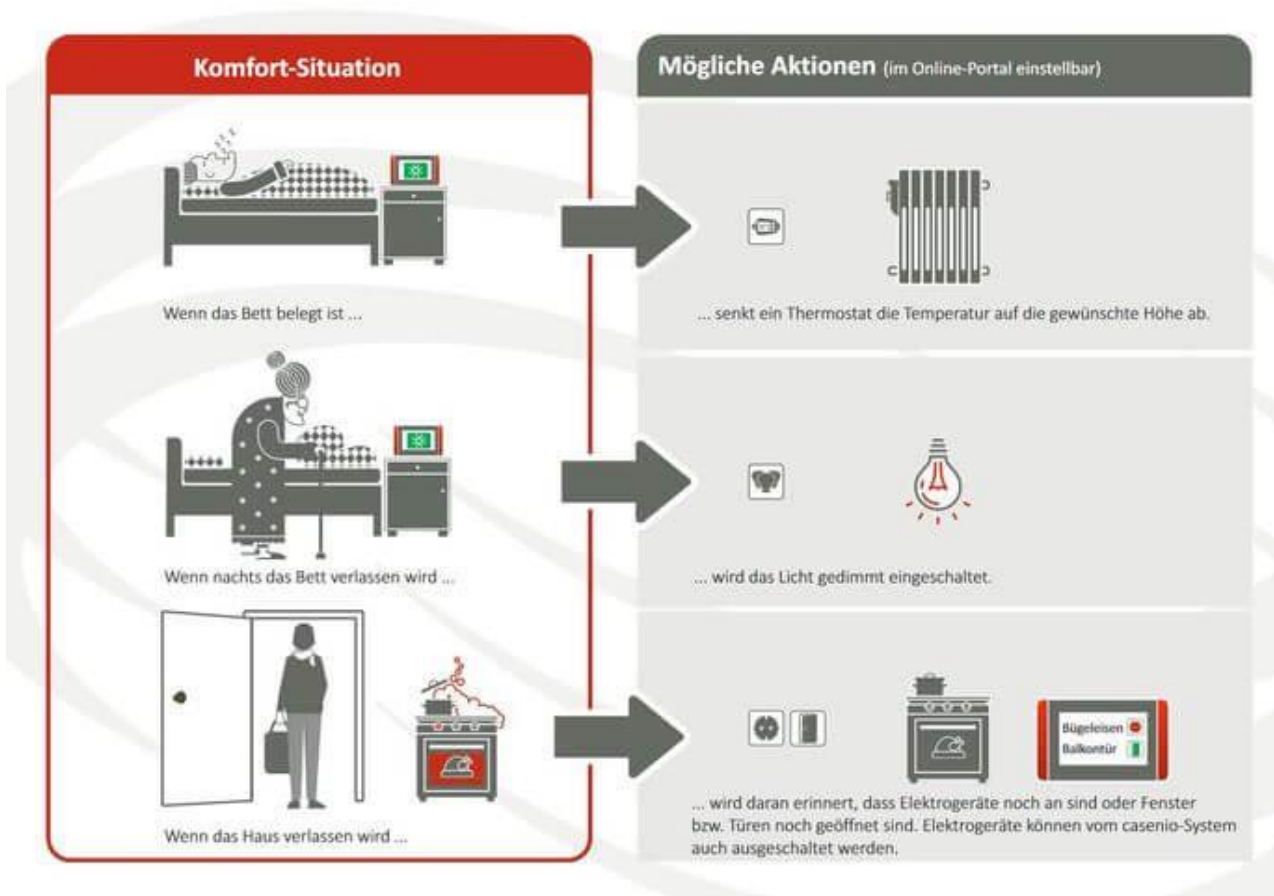 Komfort-Situation
Mögliche Aktionen (im Online-Portal einstellbar)
Wenn das Bett belegt ist ...
... senkt ein Thermostat die Temperatur auf die gewünschte Höhe ab.
Wenn nachts das Bett verlassen wird ...
... wird das Licht gedimmt eingeschaltet.
Wenn das Haus verlassen wird ...
Bügeleisen
Balkontür
... wird daran erinnert, dass Elektrogeräte noch an sind oder Fenster
bzw. Türen noch geöffnet sind. Elektrogeräte können vom casenio-System
auch ausgeschaltet werden.